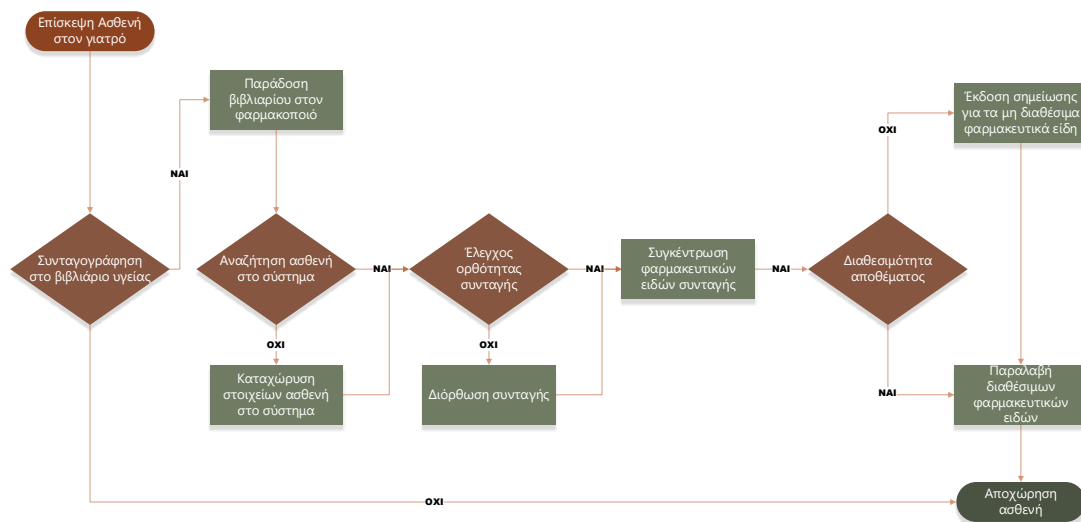 Επίσκεψη Ασθενή
στον γιατρό
Παράδοση
βιβλιαρίου στον
φαρμακοποιό
Έκδοση σημείωσης
για τα μη διαθέσιμα
φαρμακευτικά είδη
ΟΧΙ
ΝΑΙ
Συνταγογράφηση
στο βιβλιάριο υγείας
Αναζήτηση ασθενή
στο σύστημα
ΝΑΙ
Έλεγχος
ορθότητας
συνταγής
ΝΑΙ
Συγκέντρωση
φαρμακευτικών
ειδών συνταγής
ΝΑΙ
Διαθεσιμότητα
αποθέματος
ΟΧΙ
ΟΧΙ
Καταχώρυση
στοιχείων ασθενή
στο σύστημα
Διόρθωση συνταγής
ΝΑΙ
Παραλαβή
διαθέσιμων
φαρμακευτικών
ειδών
ΟΧΙ
Αποχώρηση
ασθενή